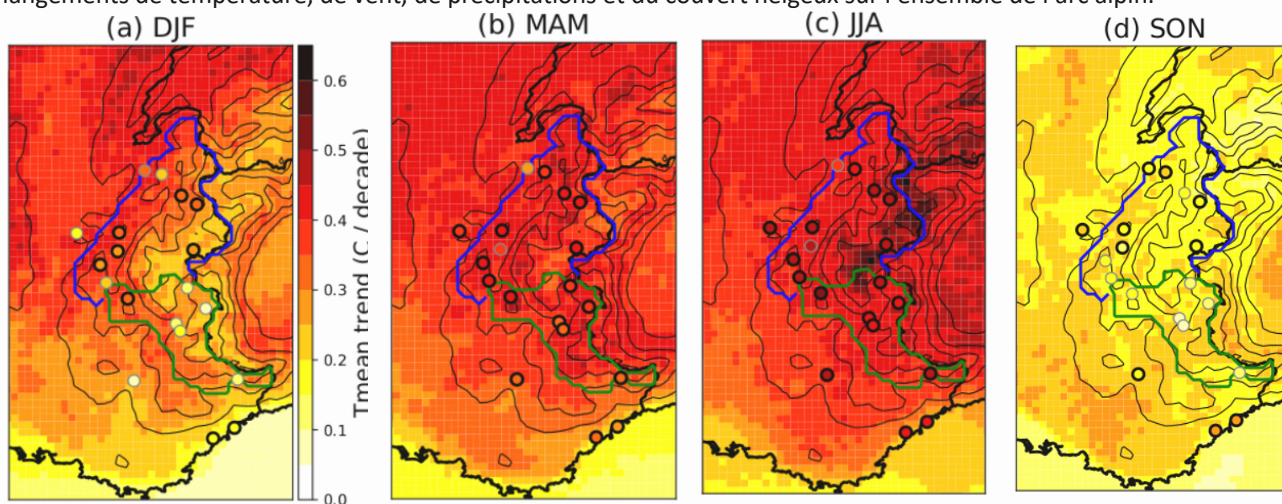 hangements de température, de vent, de précipitations et du couvert neigeux sur l'ensemble de l'arc alpin.
(a) DJF
(b) MAM
(c) JJA
(d) SON
0.6
0.5
0.4
0.3
0.2
0.1
0.0
Tmean trend (C / decade)